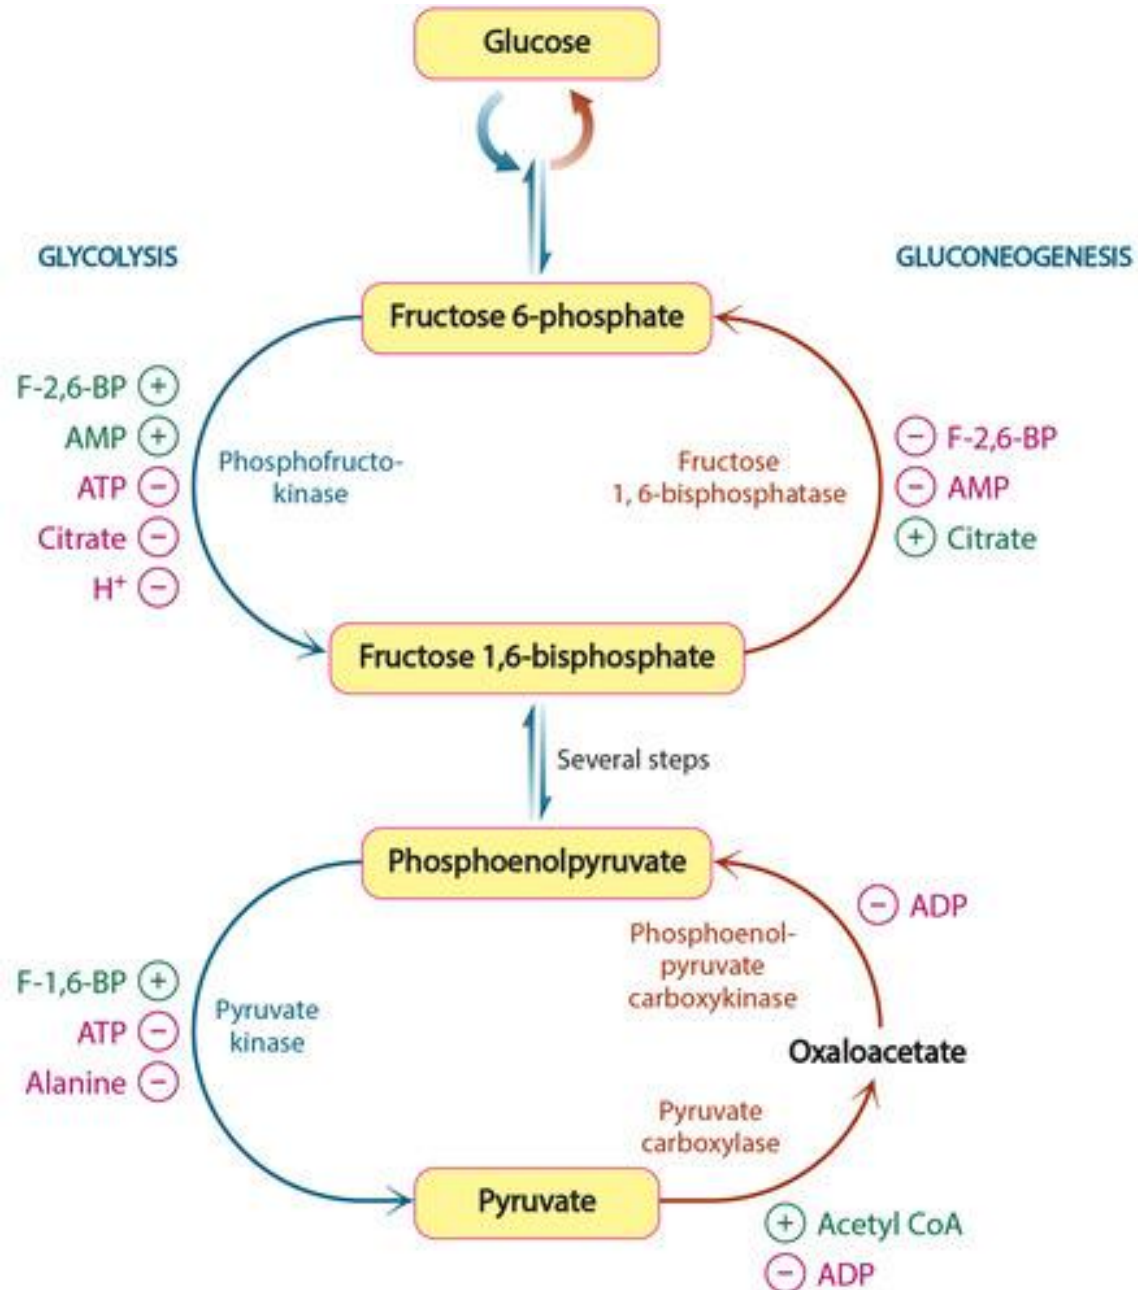 Glucose
GLYCOLYSIS
GLUCONEOGENESIS
Fructose 6-phosphate
F-2,6-BP +
AMP +
ATP −
Citrate −
H⁺ −
Phosphofructo-
kinase
Fructose
1, 6-bisphosphatase
− F-2,6-BP
− AMP
+ Citrate
Fructose 1,6-bisphosphate
Several steps
Phosphoenolpyruvate
− ADP
Phosphoenol-
pyruvate
carboxykinase
F-1,6-BP +
ATP −
Alanine −
Pyruvate
kinase
Oxaloacetate
Pyruvate
carboxylase
Pyruvate
+ Acetyl CoA
− ADP